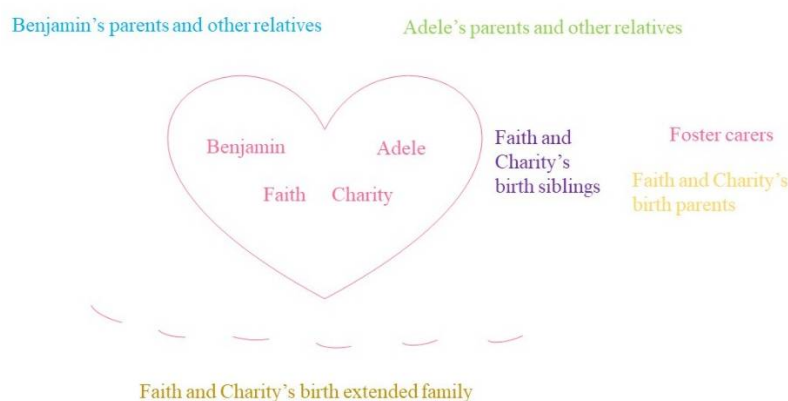 Benjamin’s parents and other relatives
Adele’s parents and other relatives
Benjamin
Adele
Faith
Charity
Faith and
Charity’s
birth siblings
Foster carers
Faith and Charity’s
birth parents
Faith and Charity’s birth extended family